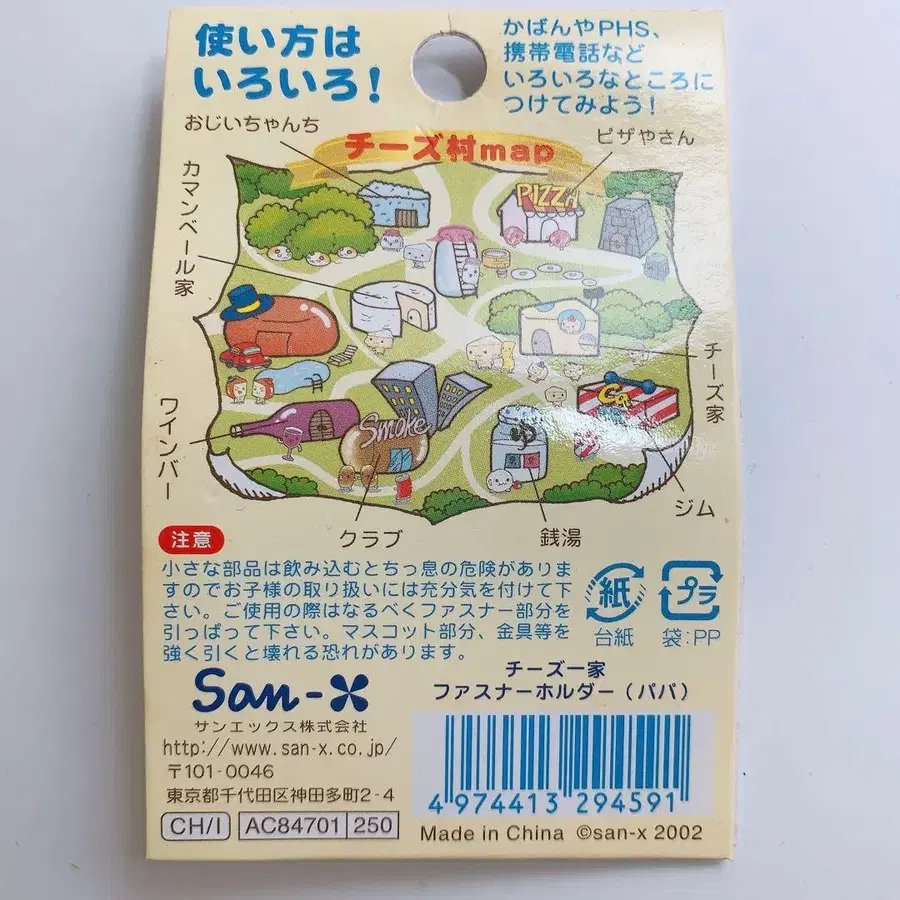 使い方は
いろいろ!
かばんやPHS、
携帯電話など
いろいろなところに
つけてみよう!
おじいちゃんち
チーズ村map
ピザやさん
カマンベール家
PIZZA
チーズ家
ワインバー
Smoke
ゆ
男 女
ジム
クラブ
銭湯
注意
小さな部品は飲み込むとちっ息の危険がありま
すのでお子様の取り扱いには充分気を付けて下
さい。ご使用の際はなるべくファスナー部分を
引っぱって下さい。マスコット部分、金具等を
強く引くと壊れる恐れがあります。
紙
プラ
台紙
袋:PP
San-X
サンエックス株式会社
http://www.san-x.co.jp/
〒101-0046
東京都千代田区神田多町2-4
CH/I
AC84701 250
チーズ一家
ファスナーホルダー(パパ)
4 974413 294591
Made in China ©san-x 2002